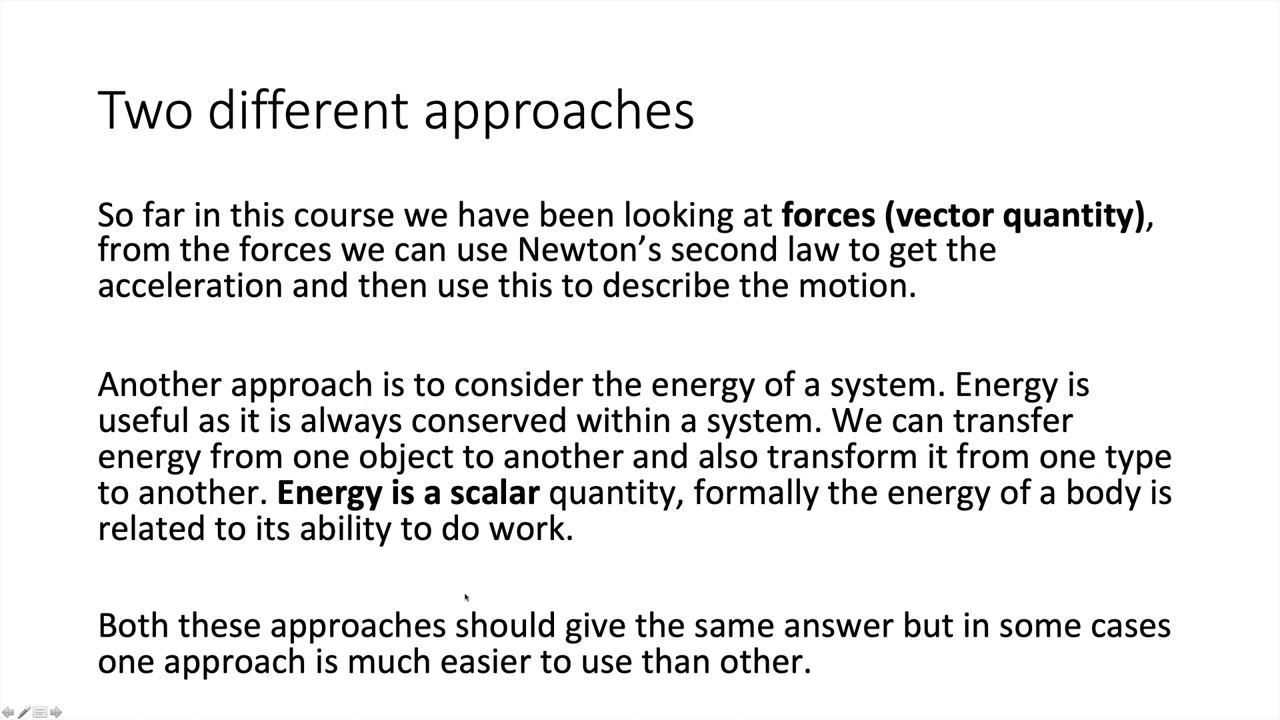 Two different approaches
So far in this course we have been looking at forces (vector quantity),
from the forces we can use Newton’s second law to get the
acceleration and then use this to describe the motion.
Another approach is to consider the energy of a system. Energy is
useful as it is always conserved within a system. We can transfer
energy from one object to another and also transform it from one type
to another. Energy is a scalar quantity, formally the energy of a body is
related to its ability to do work.
Both these approaches should give the same answer but in some cases
one approach is much easier to use than other.